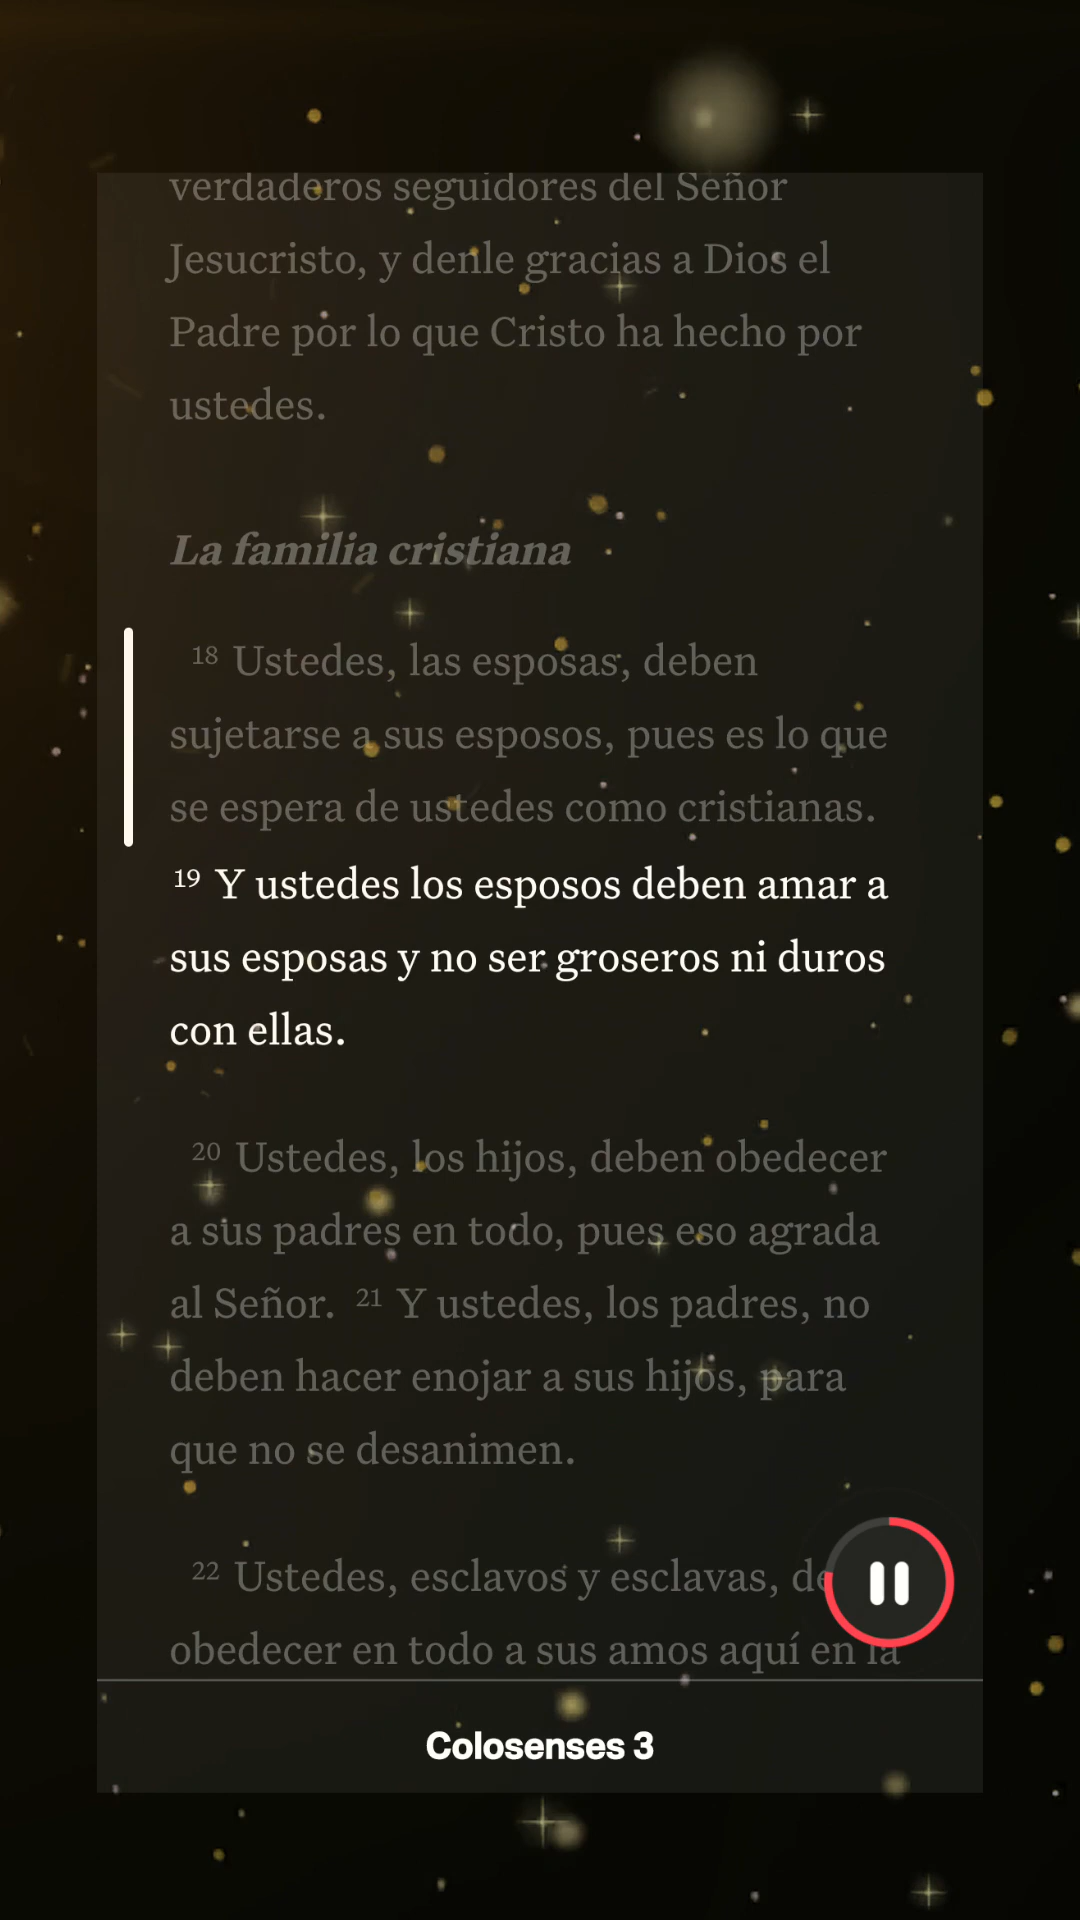 verdaderos seguidores del Señor
Jesucristo, y denle gracias a Dios el
Padre por lo que Cristo ha hecho por
ustedes.
La familia cristiana
18 Ustedes, las esposas, deben
sujetarse a sus esposos, pues es lo que
se espera de ustedes como cristianas.
19 Y ustedes los esposos deben amar a
sus esposas y no ser groseros ni duros
con ellas.
20 Ustedes, los hijos, deben obedecer
a sus padres en todo, pues eso agrada
al Señor. 21 Y ustedes, los padres, no
deben hacer enojar a sus hijos, para
que no se desanimen.
22 Ustedes, esclavos y esclavas,
obedecer en todo a sus amos aquí en la
Colosenses 3